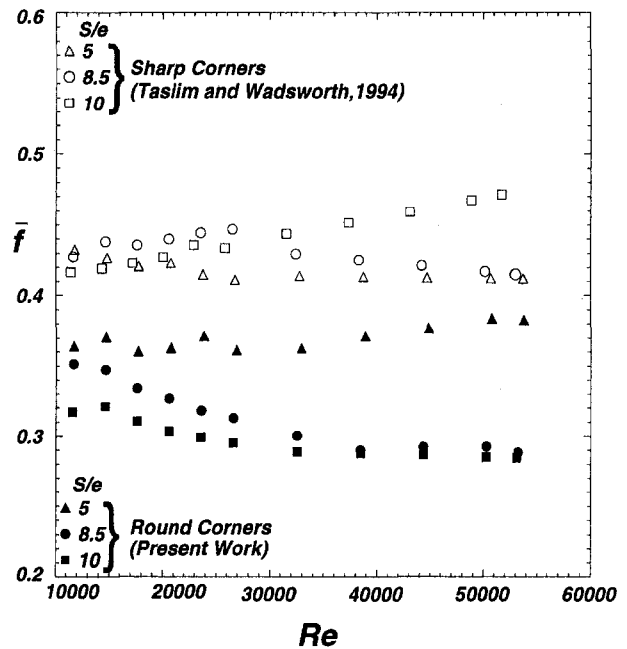 0.6
S/e
5
8.5
10
Sharp Corners
(Taslim and Wadsworth,1994)
0.5
f̅
0.4
0.3
S/e
5
8.5
10
Round Corners
(Present Work)
0.2
10000 20000 30000 40000 50000 60000
Re